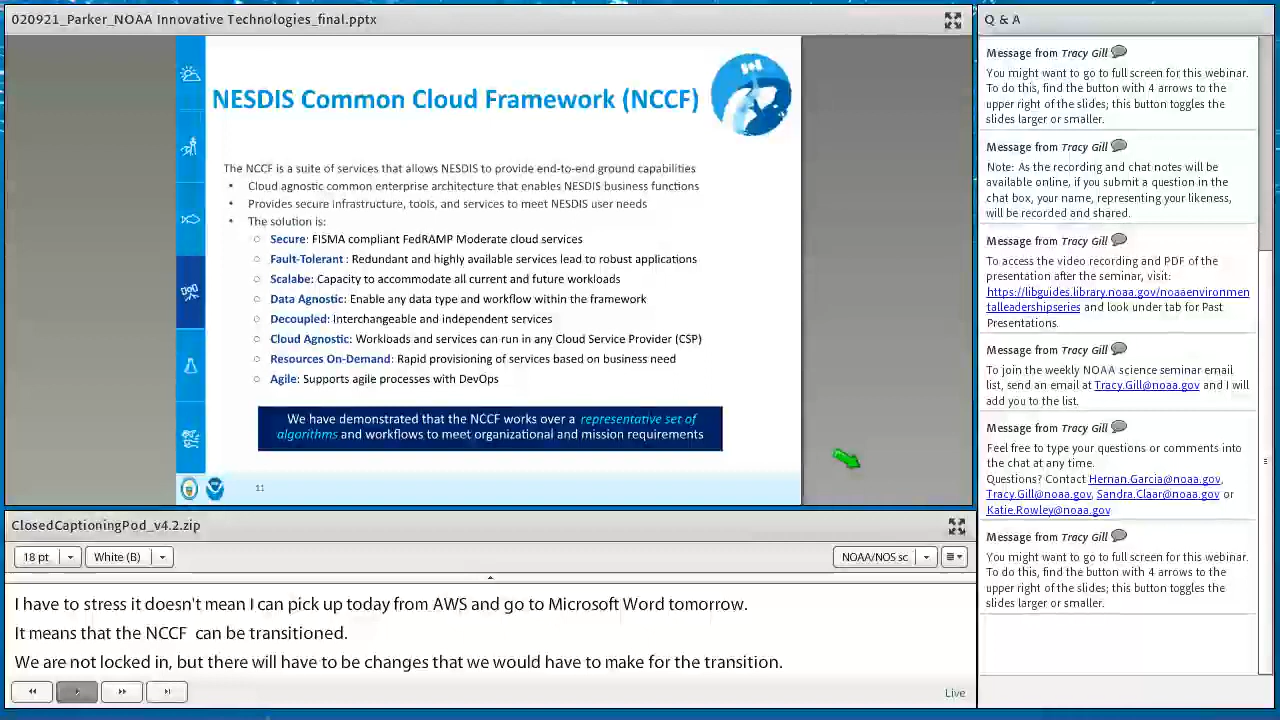 020921_Parker_NOAA Innovative Technologies_final.pptx
NESDIS Common Cloud Framework (NCCF)
The NCCF is a suite of services that allows NESDIS to provide end-to-end ground capabilities
• Cloud agnostic common enterprise architecture that enables NESDIS business functions
• Provides secure infrastructure, tools, and services to meet NESDIS user needs
• The solution is:
○ Secure: FISMA compliant FedRAMP Moderate cloud services
○ Fault-Tolerant : Redundant and highly available services lead to robust applications
○ Scalabe: Capacity to accommodate all current and future workloads
○ Data Agnostic: Enable any data type and workflow within the framework
○ Decoupled: Interchangeable and independent services
○ Cloud Agnostic: Workloads and services can run in any Cloud Service Provider (CSP)
○ Resources On-Demand: Rapid provisioning of services based on business need
○ Agile: Supports agile processes with DevOps
We have demonstrated that the NCCF works over a representative set of
algorithms and workflows to meet organizational and mission requirements
11
ClosedCaptioningPod_v4.2.zip
18 pt
White (B)
NOAA/NOS sc
I have to stress it doesn't mean I can pick up today from AWS and go to Microsoft Word tomorrow.
It means that the NCCF can be transitioned.
We are not locked in, but there will have to be changes that we would have to make for the transition.
Live
Q & A
Message from Tracy Gill
You might want to go to full screen for this webinar.
To do this, find the button with 4 arrows to the
upper right of the slides; this button toggles the
slides larger or smaller.
Message from Tracy Gill
Note: As the recording and chat notes will be
available online, if you submit a question in the
chat box, your name, representing your likeness,
will be recorded and shared.
Message from Tracy Gill
To access the video recording and PDF of the
presentation after the seminar, visit:
https://libguides.library.noaa.gov/noaaenvironmen
talleadershipseries and look under tab for Past
Presentations.
Message from Tracy Gill
To join the weekly NOAA science seminar email
list, send an email at Tracy.Gill@noaa.gov and I will
add you to the list.
Message from Tracy Gill
Feel free to type your questions or comments into
the chat at any time.
Questions? Contact Hernan.Garcia@noaa.gov,
Tracy.Gill@noaa.gov, Sandra.Claar@noaa.gov or
Katie.Rowley@noaa.gov
Message from Tracy Gill
You might want to go to full screen for this webinar.
To do this, find the button with 4 arrows to the
upper right of the slides; this button toggles the
slides larger or smaller.